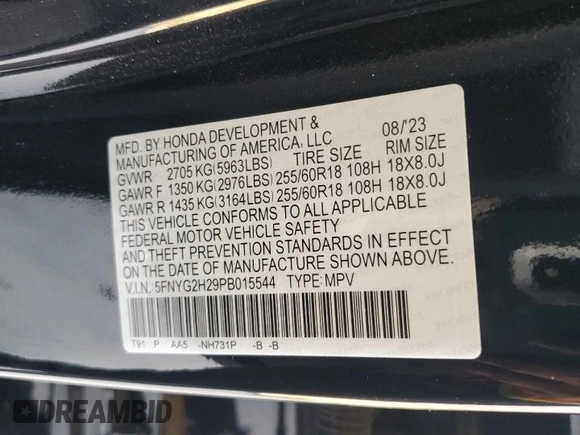 MFD. BY HONDA DEVELOPMENT & 08/'23
MANUFACTURING OF AMERICA, LLC
GVWR 2705 KG(5963LBS) TIRE SIZE RIM SIZE
GAWR F 1350 KG(2976LBS) 255/60R18 108H 18X8.0J
GAWR R 1435 KG(3164LBS) 255/60R18 108H 18X8.0J
THIS VEHICLE CONFORMS TO ALL APPLICABLE
FEDERAL MOTOR VEHICLE SAFETY
AND THEFT PREVENTION STANDARDS IN EFFECT
ON THE DATE OF MANUFACTURE SHOWN ABOVE.
V.I.N.: 5FNYG2H29PB015544 TYPE: MPV
T91 P AA5 -NH731P -B -B
DREAMBID